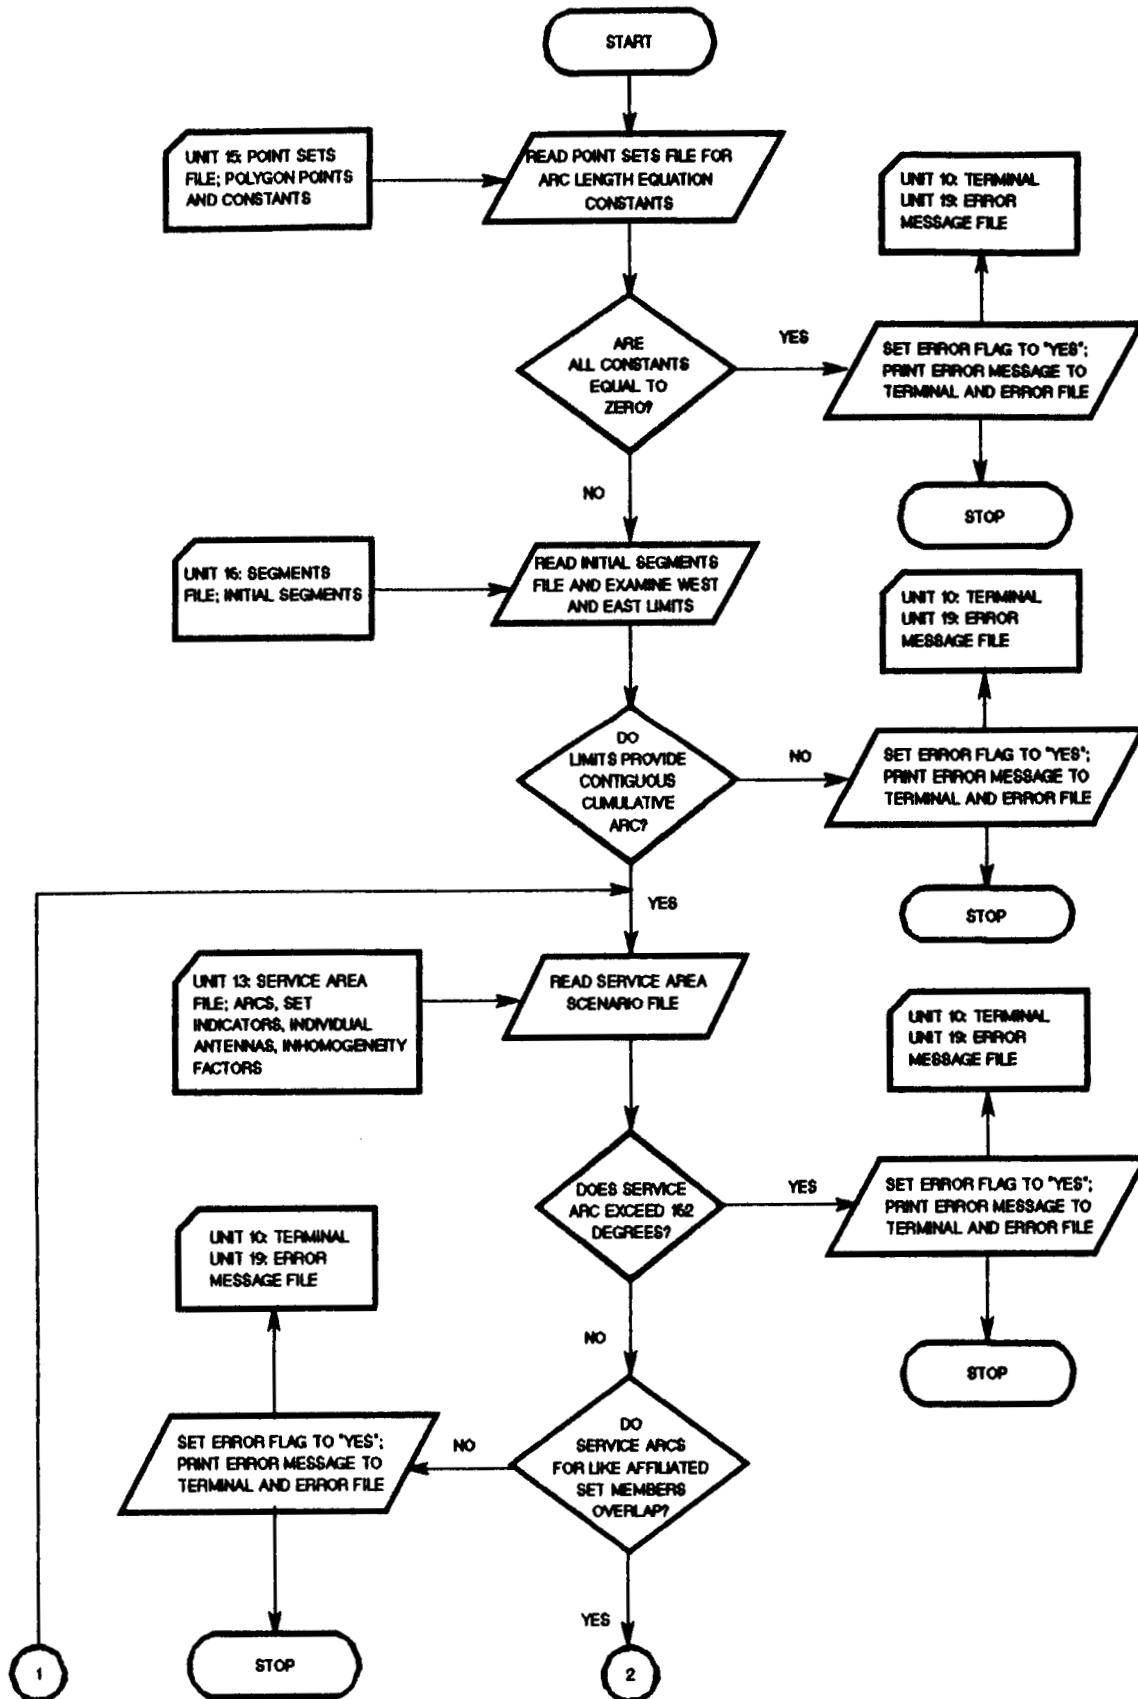 START
UNIT 15: POINT SETS
FILE; POLYGON POINTS
AND CONSTANTS
READ POINT SETS FILE FOR
ARC LENGTH EQUATION
CONSTANTS
UNIT 10: TERMINAL
UNIT 19: ERROR
MESSAGE FILE
ARE
ALL CONSTANTS
EQUAL TO
ZERO?
YES
SET ERROR FLAG TO "YES";
PRINT ERROR MESSAGE TO
TERMINAL AND ERROR FILE
NO
STOP
UNIT 16: SEGMENTS
FILE; INITIAL SEGMENTS
READ INITIAL SEGMENTS
FILE AND EXAMINE WEST
AND EAST LIMITS
UNIT 10: TERMINAL
UNIT 19: ERROR
MESSAGE FILE
DO
LIMITS PROVIDE
CONTIGUOUS
CUMULATIVE
ARC?
NO
SET ERROR FLAG TO "YES";
PRINT ERROR MESSAGE TO
TERMINAL AND ERROR FILE
YES
STOP
UNIT 13: SERVICE AREA
FILE; ARCS, SET
INDICATORS, INDIVIDUAL
ANTENNAS, INHOMOGENEITY
FACTORS
READ SERVICE AREA
SCENARIO FILE
UNIT 10: TERMINAL
UNIT 19: ERROR
MESSAGE FILE
DOES SERVICE
ARC EXCEED 152
DEGREES?
YES
SET ERROR FLAG TO "YES";
PRINT ERROR MESSAGE TO
TERMINAL AND ERROR FILE
UNIT 10: TERMINAL
UNIT 19: ERROR
MESSAGE FILE
NO
STOP
DO
SERVICE ARCS
FOR LIKE AFFILIATED
SET MEMBERS
OVERLAP?
NO
SET ERROR FLAG TO "YES";
PRINT ERROR MESSAGE TO
TERMINAL AND ERROR FILE
YES
1
STOP
2